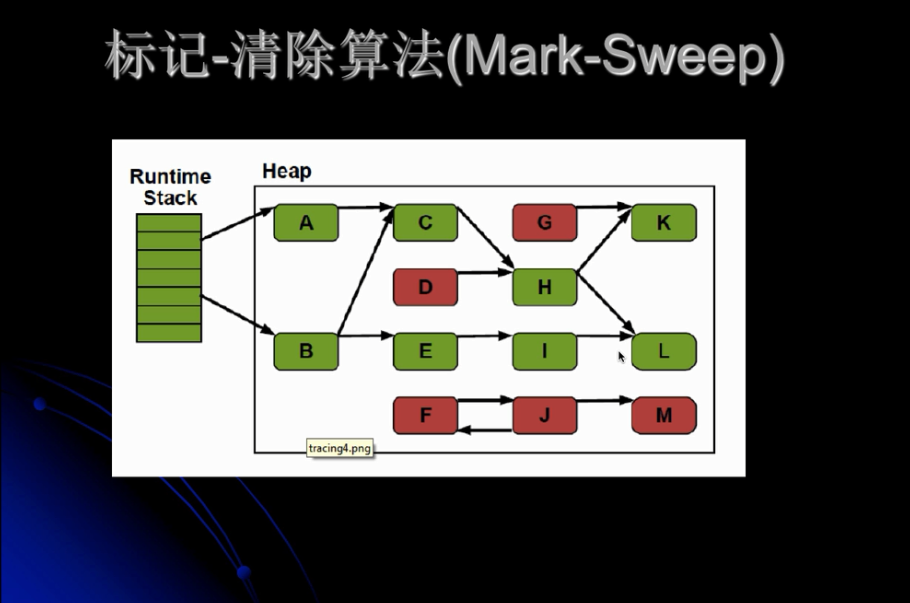 标记-清除算法(Mark-Sweep)
Runtime
Stack
Heap
A
C
G
K
D
H
B
E
I
L
F
J
M
tracing4.png